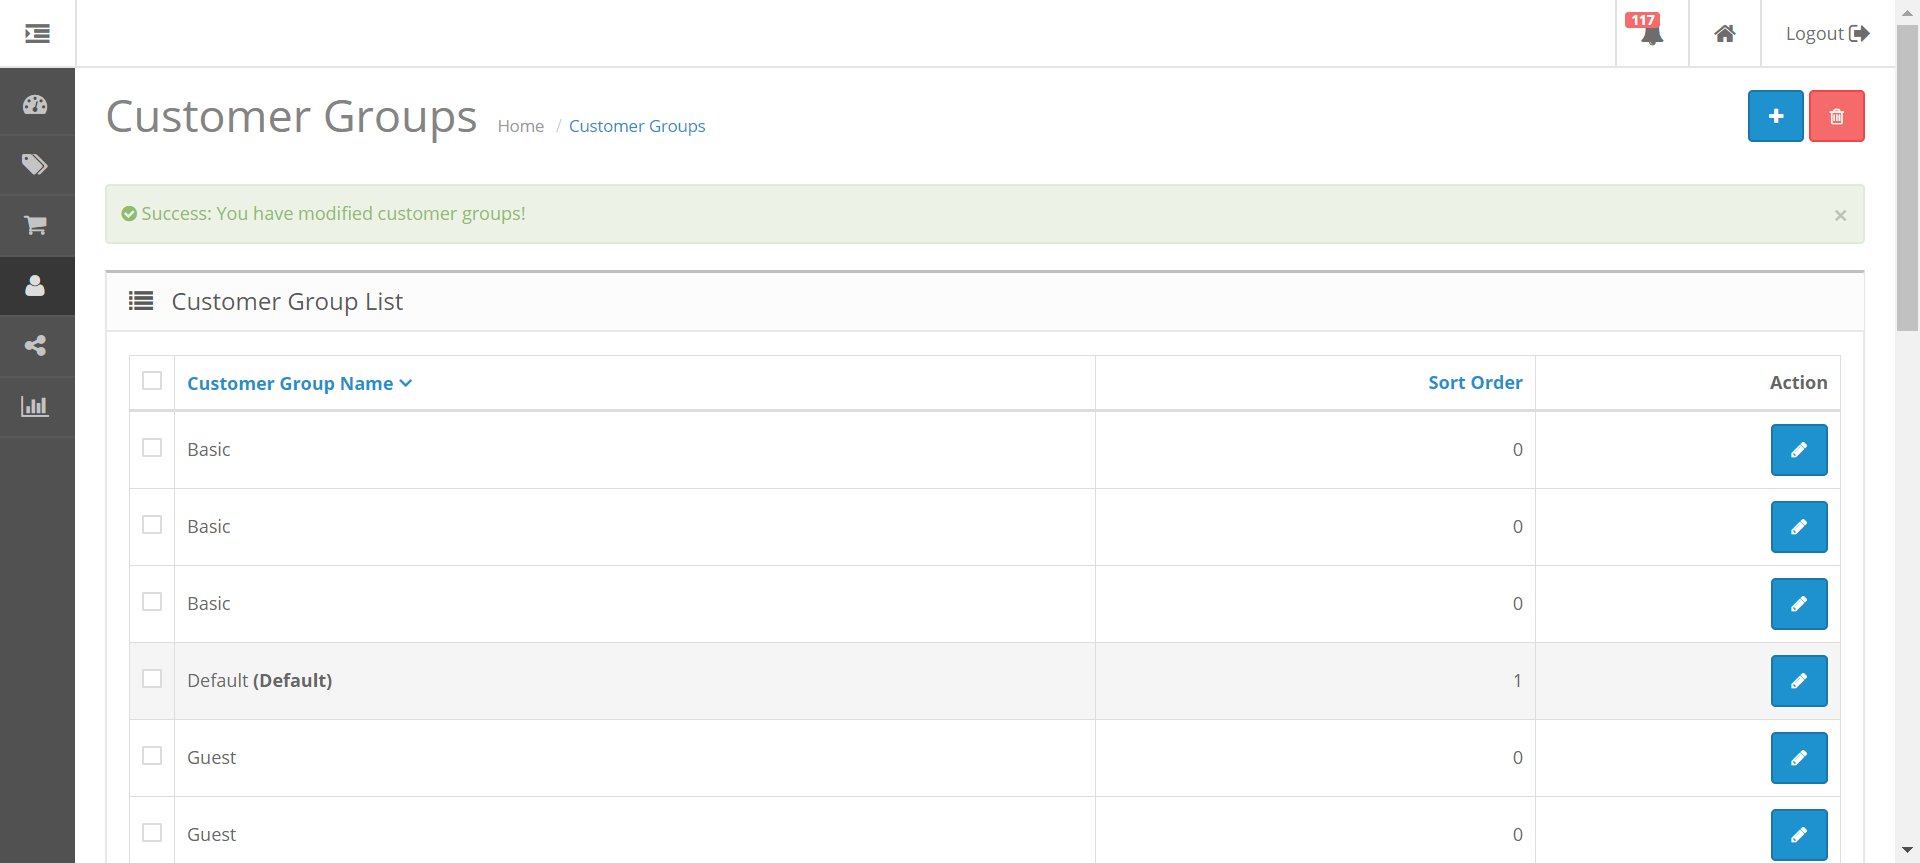 117
Logout
Customer Groups
Home / Customer Groups
Success: You have modified customer groups!
×
Customer Group List
Customer Group Name Sort Order Action
Basic 0
Basic 0
Basic 0
Default (Default) 1
Guest 0
Guest 0